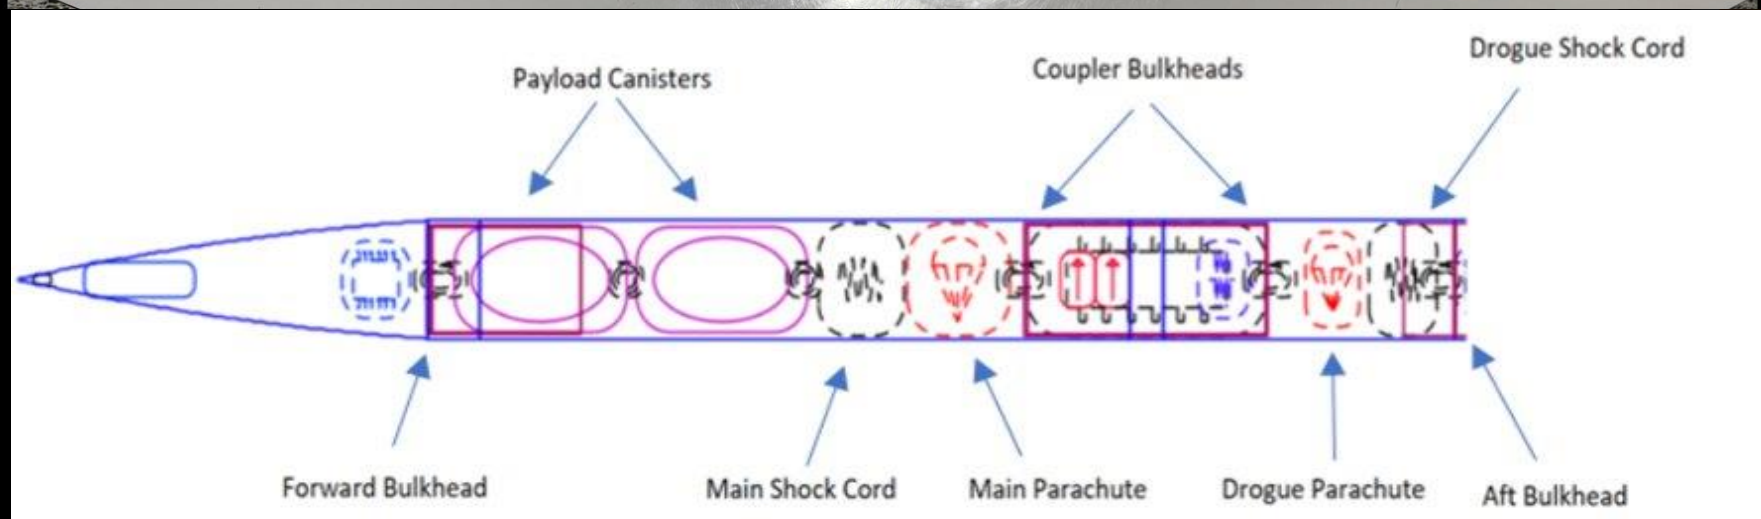 Drogue Shock Cord
Coupler Bulkheads
Payload Canisters
Forward Bulkhead
Main Shock Cord
Main Parachute
Drogue Parachute
Aft Bulkhead